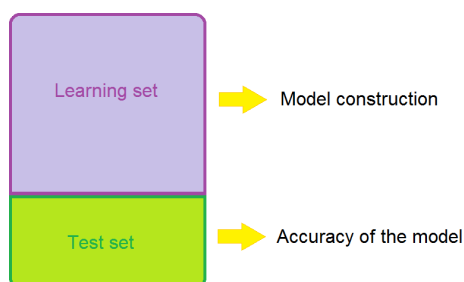 Learning set
Model construction
Test set
Accuracy of the model